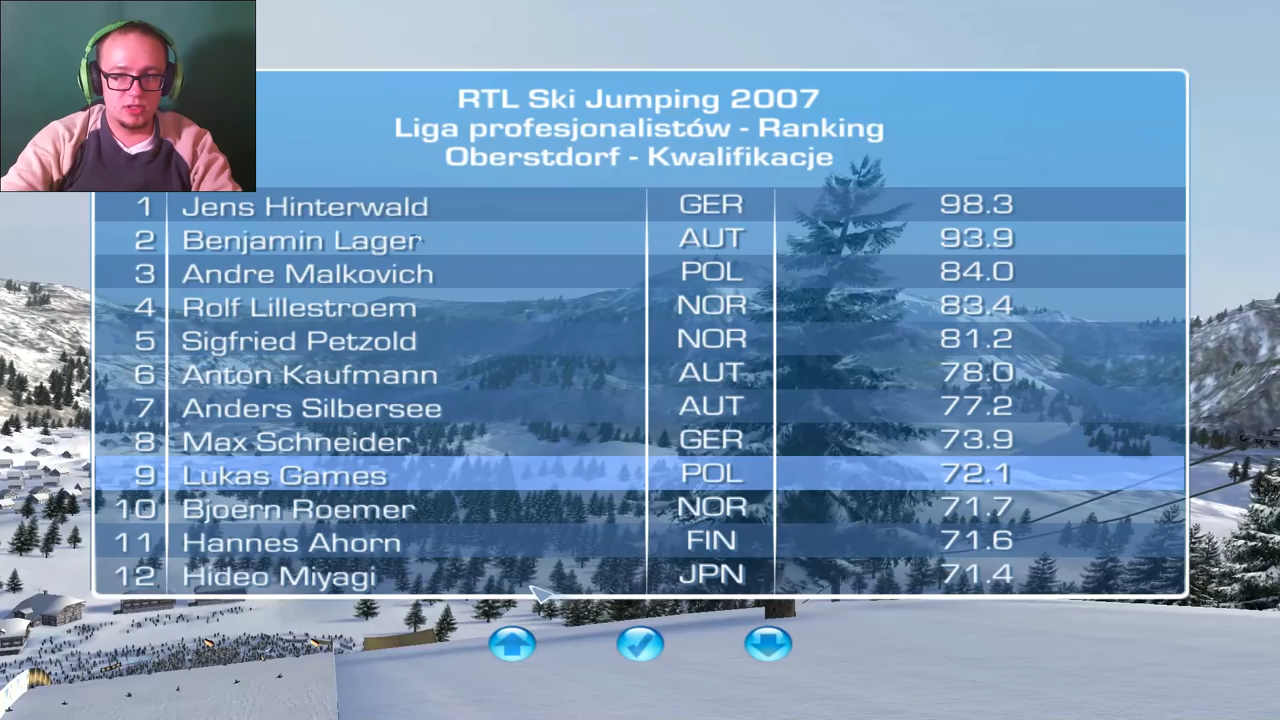 RTL Ski Jumping 2007
Liga profesjonalistów - Ranking
Oberstdorf - Kwalifikacje
1 Jens Hinterwald GER 98.3
2 Benjamin Lager AUT 93.9
3 Andre Malkovich POL 84.0
4 Rolf Lillestroem NOR 83.4
5 Sigfried Petzold NOR 81.2
6 Anton Kaufmann AUT 78.0
7 Anders Silbersee AUT 77.2
8 Max Schneider GER 73.9
9 Lukas Games POL 72.1
10 Bjoern Roemer NOR 71.7
11 Hannes Ahorn FIN 71.6
12 Hideo Miyagi JPN 71.4